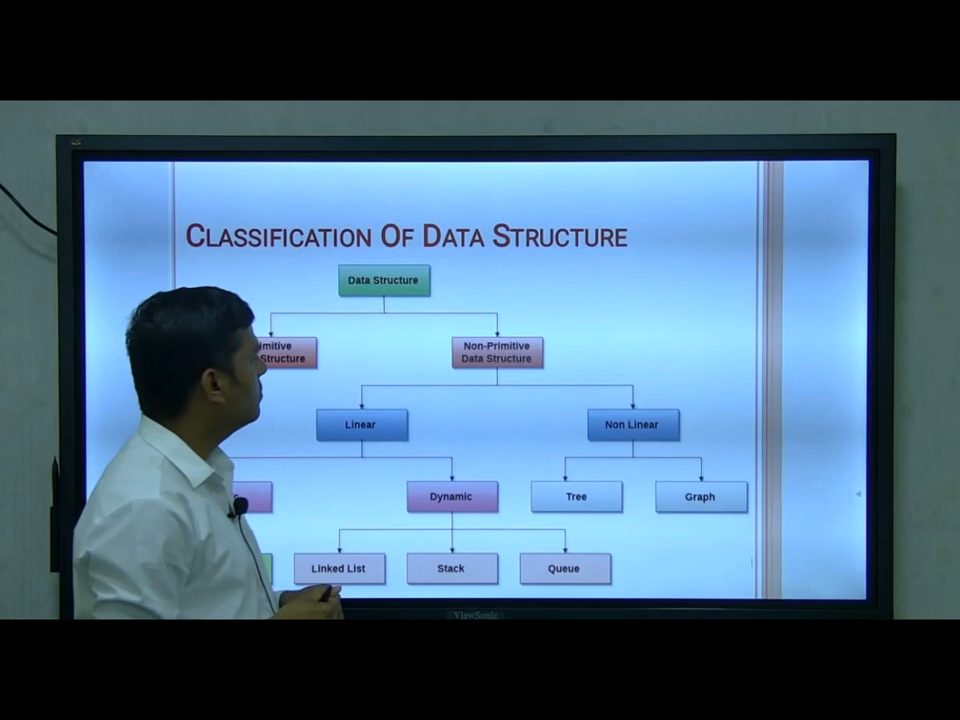 CLASSIFICATION OF DATA STRUCTURE
Data Structure
Non-Primitive
Data Structure
Structure
Linear
Non Linear
Dynamic
Tree
Graph
Linked List
Stack
Queue
ViewSonic